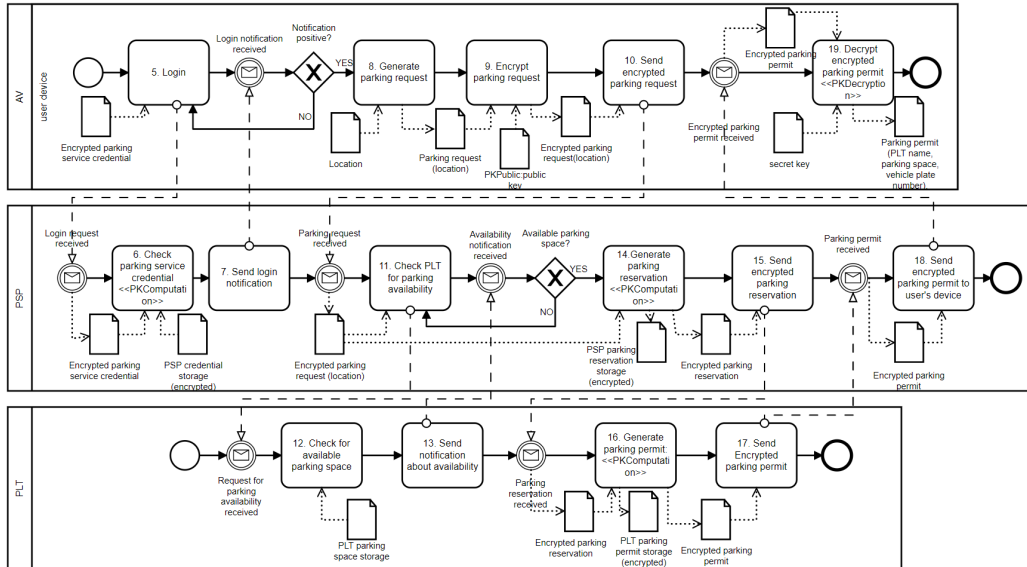 AV
user device
Login notification
received
Notification
positive?
5. Login
YES
NO
8. Generate
parking request
9. Encrypt
parking request
10. Send
encrypted
parking request
Encrypted parking
permit
19. Decrypt
encrypted
parking permit
<<PKDecryption>>
Encrypted parking
service credential
Location
Parking request
(location)
PKPublic:public
key
Encrypted parking
request(location)
Encrypted parking
permit received
secret key
Parking permit
(PLT name,
parking space,
vehicle plate
number).
PSP
Login request
received
6. Check
parking service
credential
<<PKComputation>>
7. Send login
notification
Parking request
received
11. Check PLT
for parking
availability
Availability
notification
received
Available parking
space?
YES
NO
14.Generate
parking
reservation
<<PKComputation>>
15. Send
encrypted
parking
reservation
Parking permit
received
18. Send
encrypted
parking permit to
user's device
Encrypted parking
service credential
PSP credential
storage
(encrypted)
Encrypted parking
request (location)
PSP parking
reservation
storage
(encrypted)
Encrypted parking
reservation
Encrypted parking
permit
PLT
Request for
parking
availability
received
12. Check for
available
parking space
13. Send
notification
about availability
Parking
reservation
received
16. Generate
parking permit:
<<PKComputation>>
17. Send
Encrypted
parking permit
PLT parking
space storage
Encrypted parking
reservation
PLT parking
permit storage
(encrypted)
Encrypted parking
permit